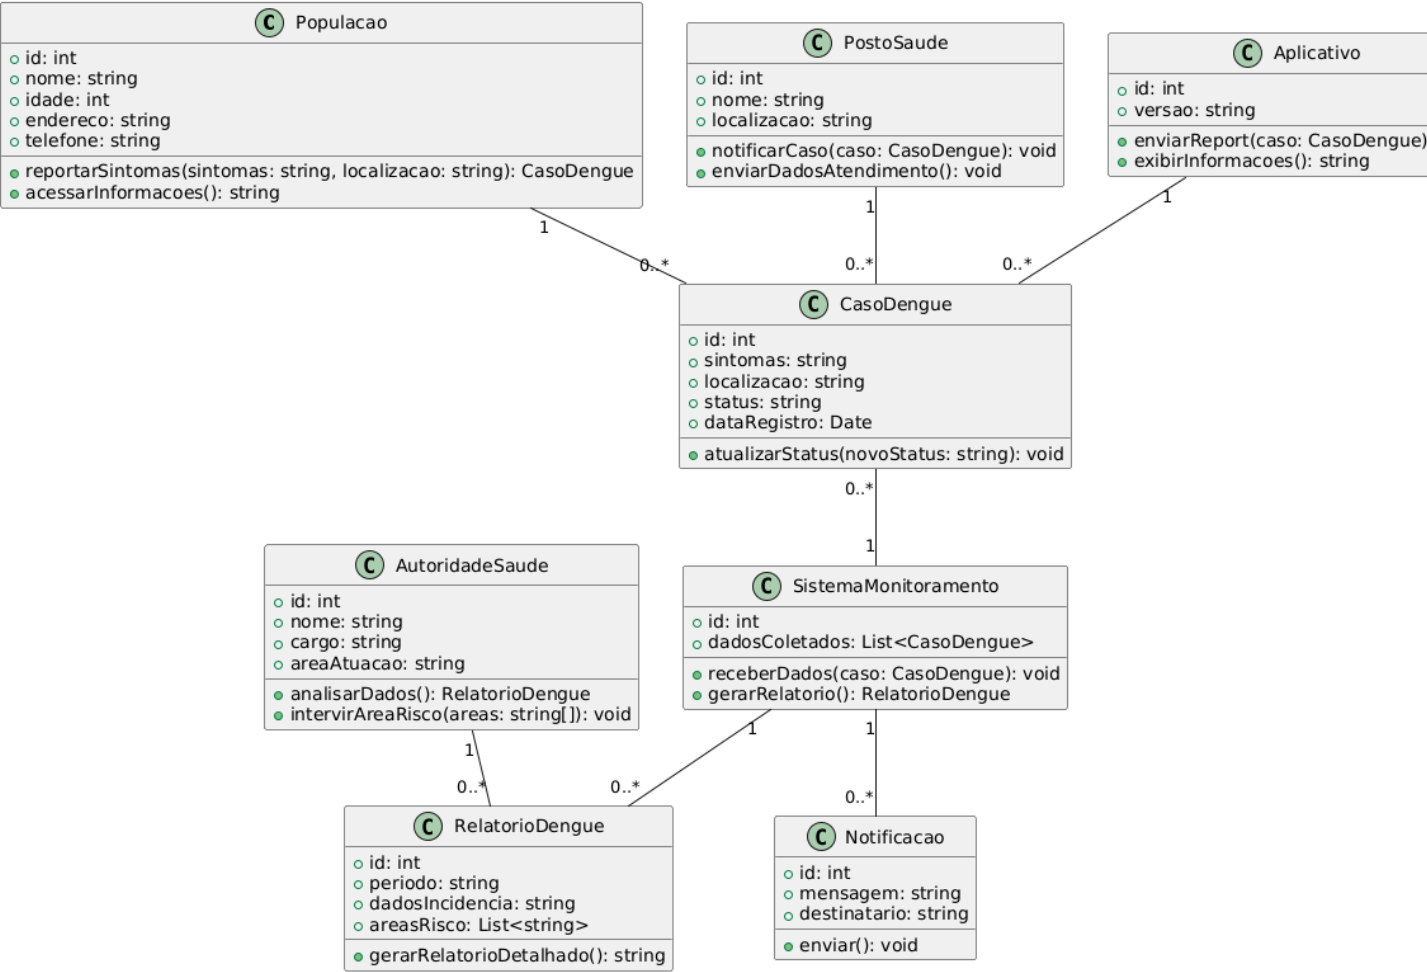 C Populacao
id: int
nome: string
idade: int
endereco: string
telefone: string
reportarSintomas(sintomas: string, localizacao: string): CasoDengue
acessarInformacoes(): string
C PostoSaude
id: int
nome: string
localizacao: string
notificarCaso(caso: CasoDengue): void
enviarDadosAtendimento(): void
C Aplicativo
id: int
versao: string
enviarReport(caso: CasoDengue)
exibirInformacoes(): string
1
0..*
1
0..*
1
0..*
C CasoDengue
id: int
sintomas: string
localizacao: string
status: string
dataRegistro: Date
atualizarStatus(novoStatus: string): void
0..*
1
C AutoridadeSaude
id: int
nome: string
cargo: string
areaAtuacao: string
analisarDados(): RelatorioDengue
intervirAreaRisco(areas: string[]): void
C SistemaMonitoramento
id: int
dadosColetados: List<CasoDengue>
receberDados(caso: CasoDengue): void
gerarRelatorio(): RelatorioDengue
1
0..*
1
0..*
1
0..*
C RelatorioDengue
id: int
periodo: string
dadosIncidencia: string
areasRisco: List<string>
gerarRelatorioDetalhado(): string
C Notificacao
id: int
mensagem: string
destinatario: string
enviar(): void